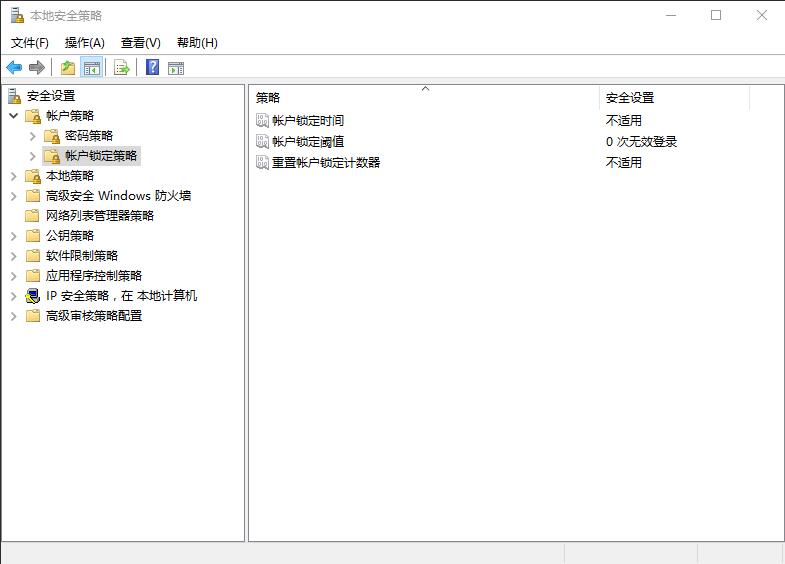 本地安全策略
文件(F) 操作(A) 查看(V) 帮助(H)
安全设置
帐户策略
密码策略
帐户锁定策略
本地策略
高级安全 Windows 防火墙
网络列表管理器策略
公钥策略
软件限制策略
应用程序控制策略
IP 安全策略，在 本地计算机
高级审核策略配置
策略 安全设置
帐户锁定时间 不适用
帐户锁定阈值 0 次无效登录
重置帐户锁定计数器 不适用